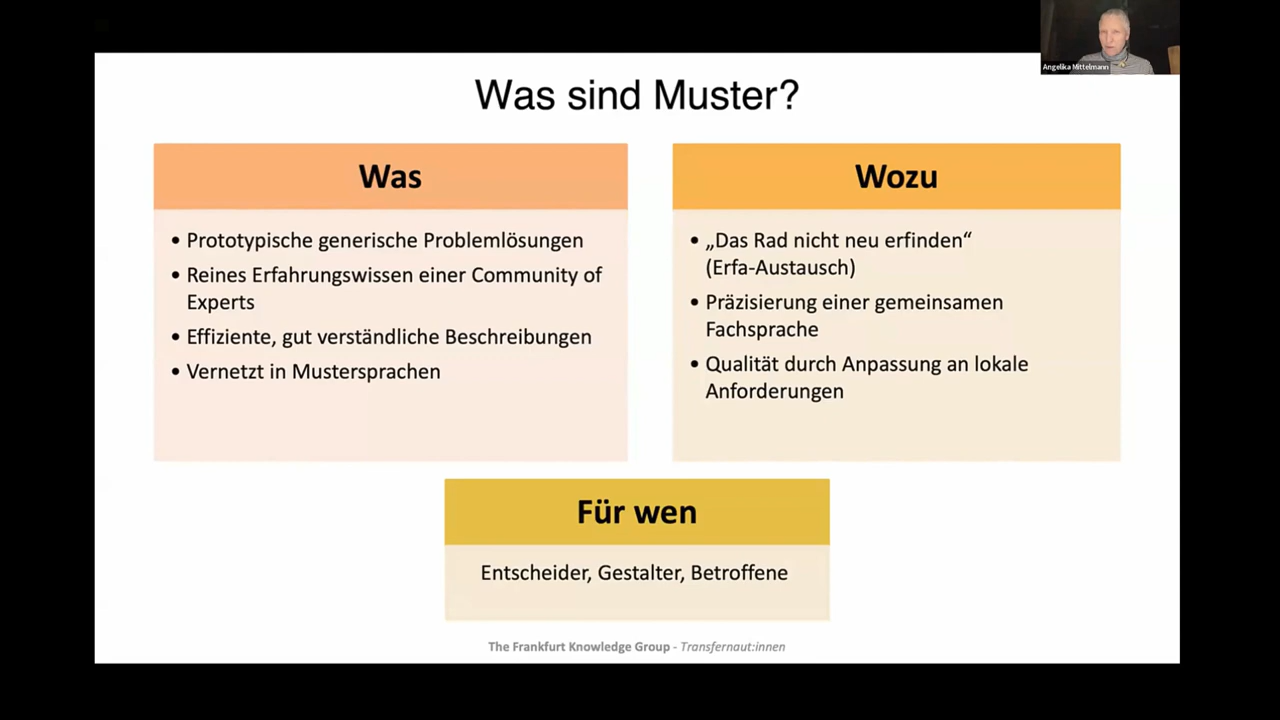 Angelika Mittelmann
Was sind Muster?
Was
• Prototypische generische Problemlösungen
• Reines Erfahrungswissen einer Community of
Experts
• Effiziente, gut verständliche Beschreibungen
• Vernetzt in Mustersprachen
Wozu
• „Das Rad nicht neu erfinden“
(Erfa-Austausch)
• Präzisierung einer gemeinsamen
Fachsprache
• Qualität durch Anpassung an lokale
Anforderungen
Für wen
Entscheider, Gestalter, Betroffene
The Frankfurt Knowledge Group - Transfernaut:innen